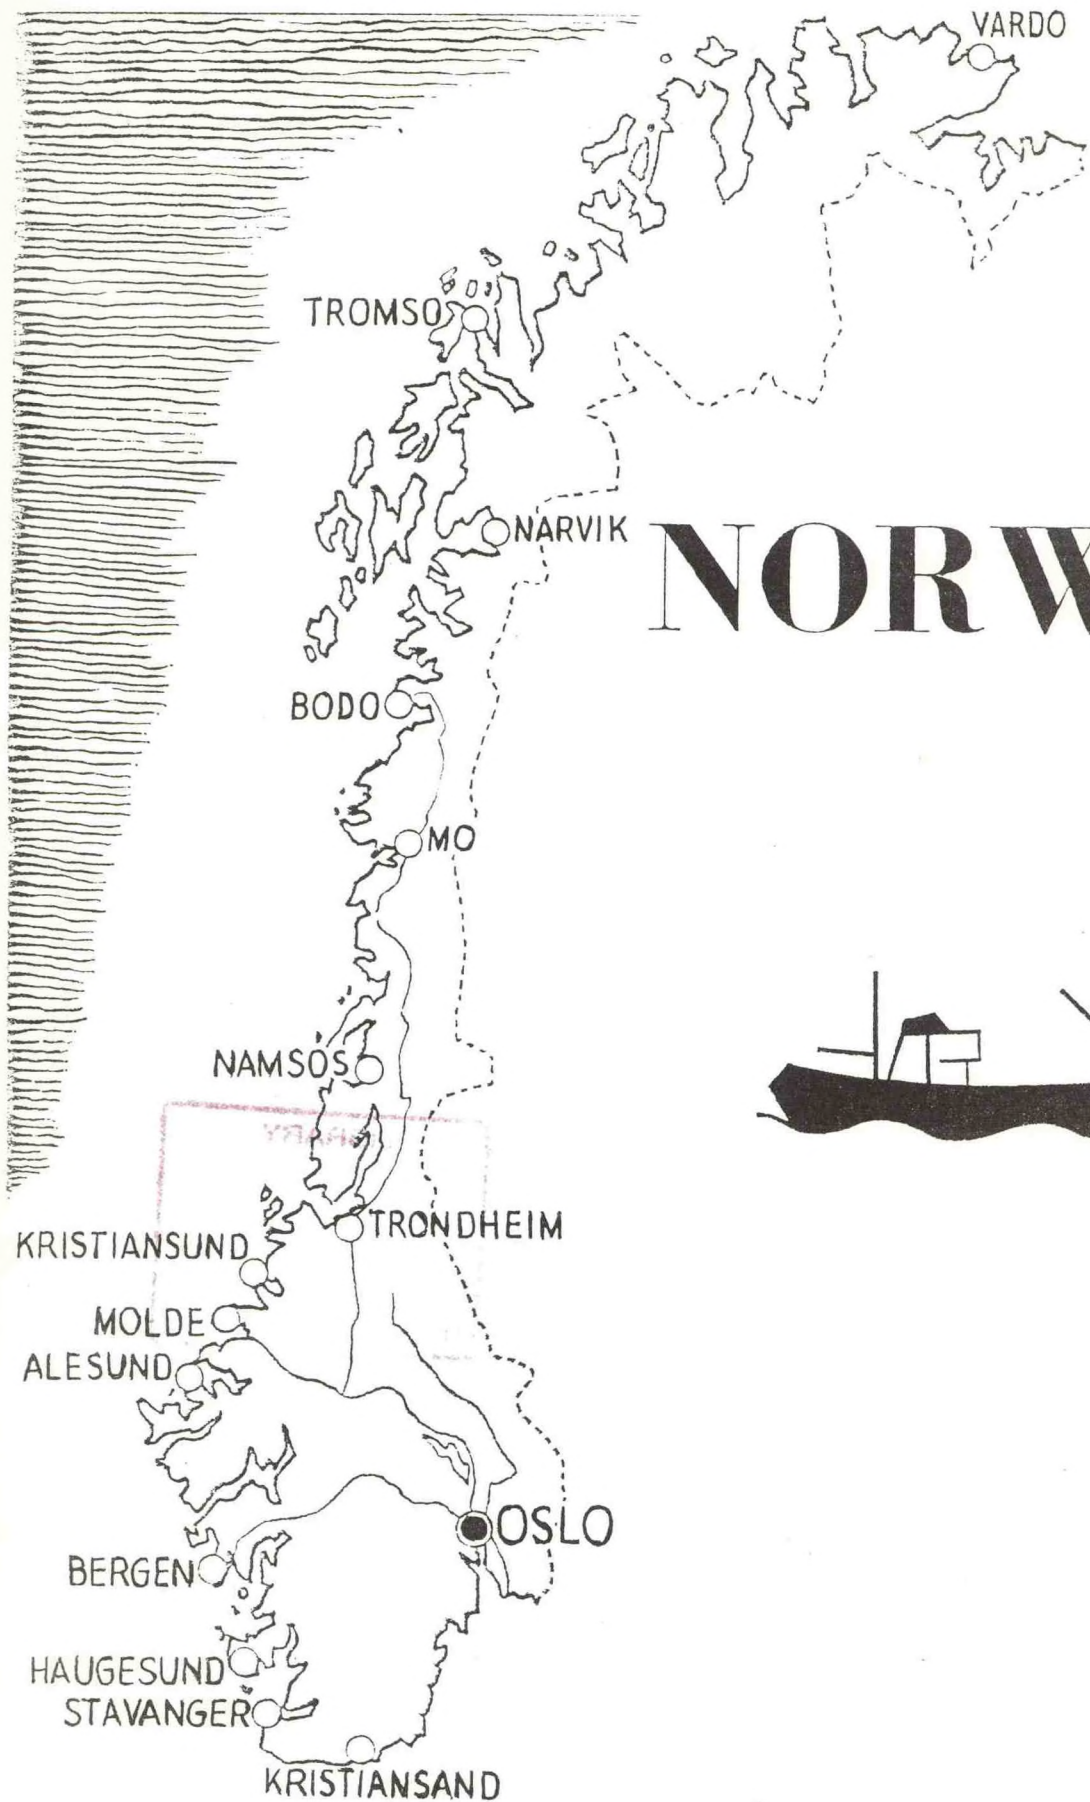 VARDO
TROMSO
NARVIK
NORW
BODO
MO
NAMSOS
TRONDHEIM
KRISTIANSUND
MOLDE
ALESUND
OSLO
BERGEN
HAUGESUND
STAVANGER
KRISTIANSAND